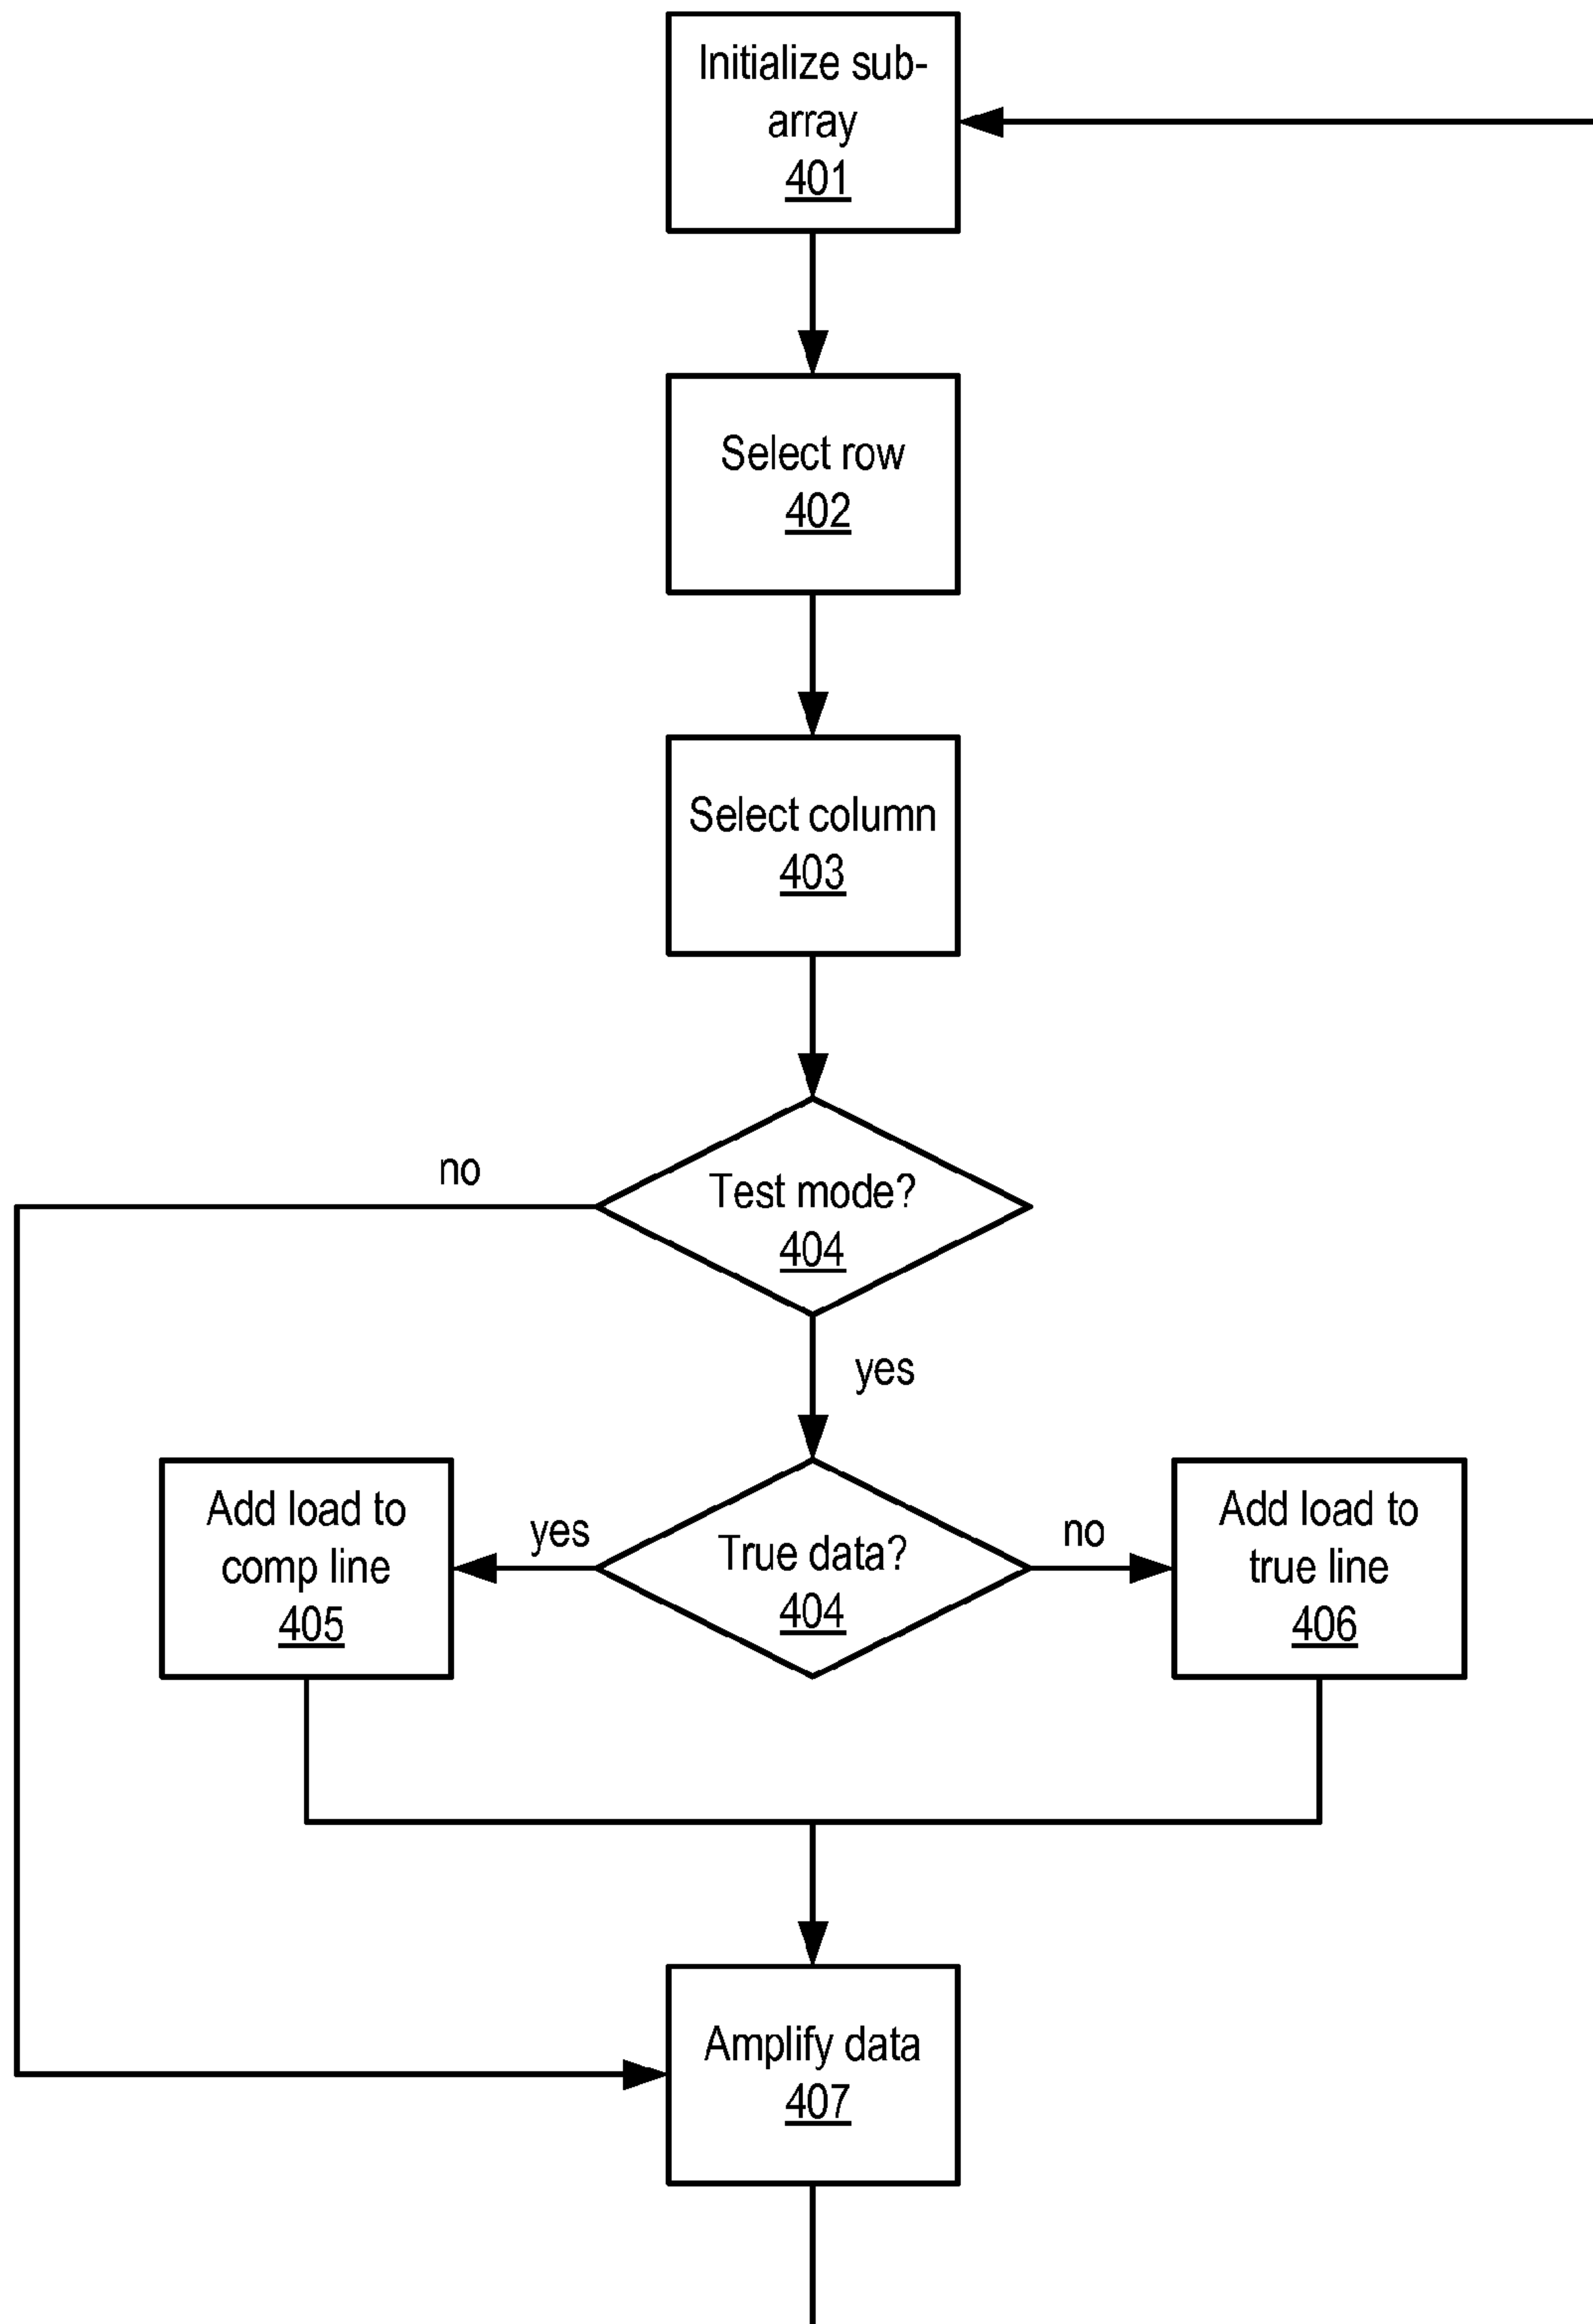 Initialize sub-
array
401
Select row
402
Select column
403
no
Test mode?
404
yes
Add load to
comp line
405
yes
True data?
404
no
Add load to
true line
406
Amplify data
407